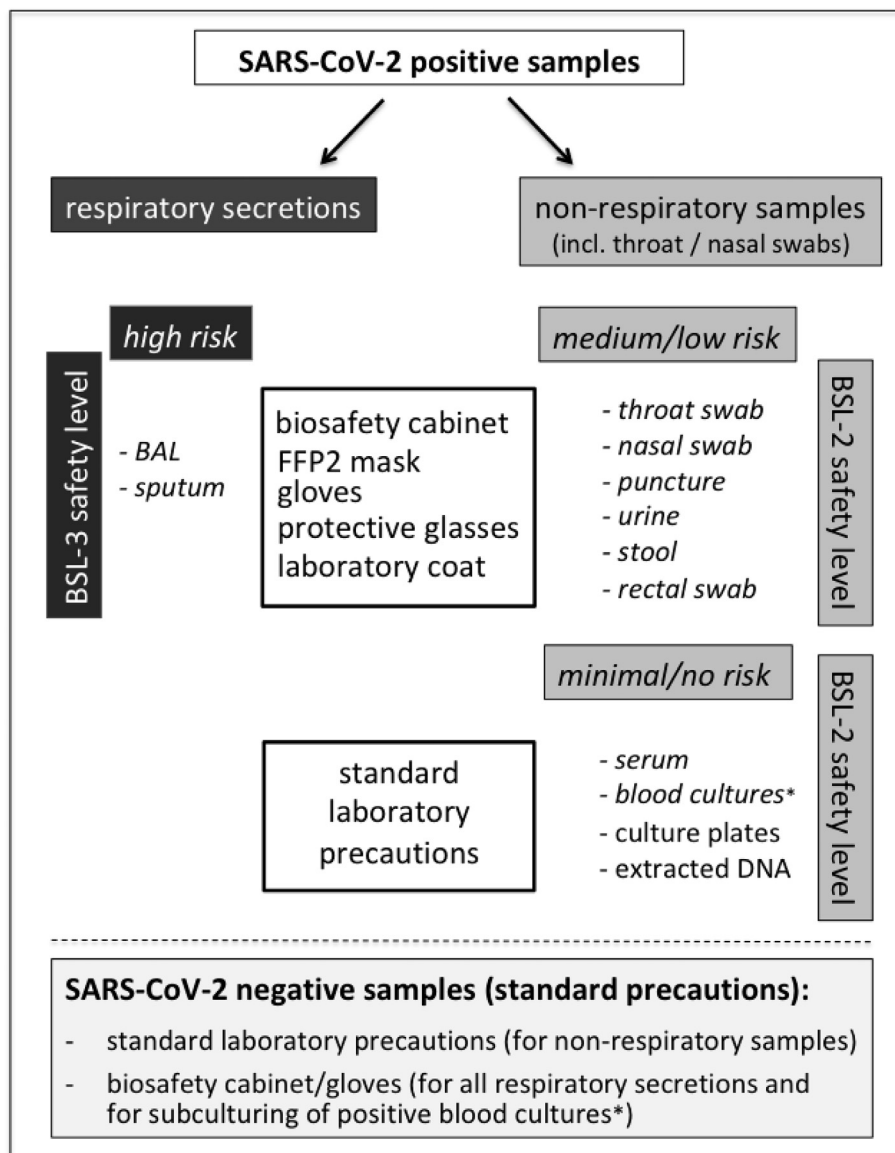 SARS-CoV-2 positive samples
respiratory secretions
non-respiratory samples
(incl. throat / nasal swabs)
high risk
medium/low risk
BSL-3 safety level
- BAL
- sputum
biosafety cabinet
FFP2 mask
gloves
protective glasses
laboratory coat
- throat swab
- nasal swab
- puncture
- urine
- stool
- rectal swab
BSL-2 safety level
minimal/no risk
standard
laboratory
precautions
- serum
- blood cultures*
- culture plates
- extracted DNA
BSL-2 safety level
SARS-CoV-2 negative samples (standard precautions):
- standard laboratory precautions (for non-respiratory samples)
- biosafety cabinet/gloves (for all respiratory secretions and
for subculturing of positive blood cultures*)